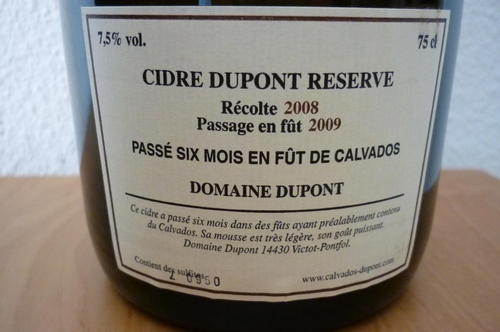 7,5% vol.
75 cl
CIDRE DUPONT RESERVE
Récolte 2008
Passage en fût 2009
PASSÉ SIX MOIS EN FÛT DE CALVADOS
DOMAINE DUPONT
Ce cidre a passé six mois dans des fûts ayant préalablement contenu
du Calvados. Sa mousse est très légère, son goût puissant.
Domaine Dupont 14430 Victot-Pontfol.
Contient des sulfites
www.calvados-dupont.com
L 0950